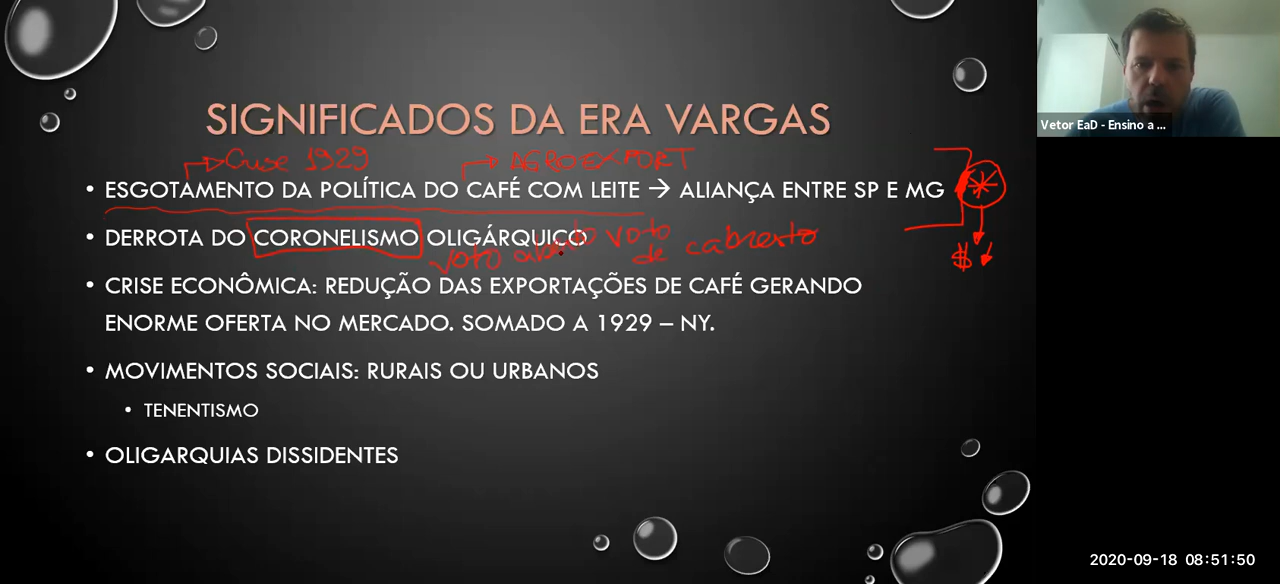 Vetor EaD - Ensino a ...
SIGNIFICADOS DA ERA VARGAS
Crise 1929
AGROEXPORT
• ESGOTAMENTO DA POLÍTICA DO CAFÉ COM LEITE → ALIANÇA ENTRE SP E MG
• DERROTA DO CORONELISMO OLIGÁRQUICO
voto aberto voto
de cabresto
$
• CRISE ECONÔMICA: REDUÇÃO DAS EXPORTAÇÕES DE CAFÉ GERANDO
ENORME OFERTA NO MERCADO. SOMADO A 1929 – NY.
• MOVIMENTOS SOCIAIS: RURAIS OU URBANOS
• TENENTISMO
• OLIGARQUIAS DISSIDENTES
2020-09-18 08:51:50